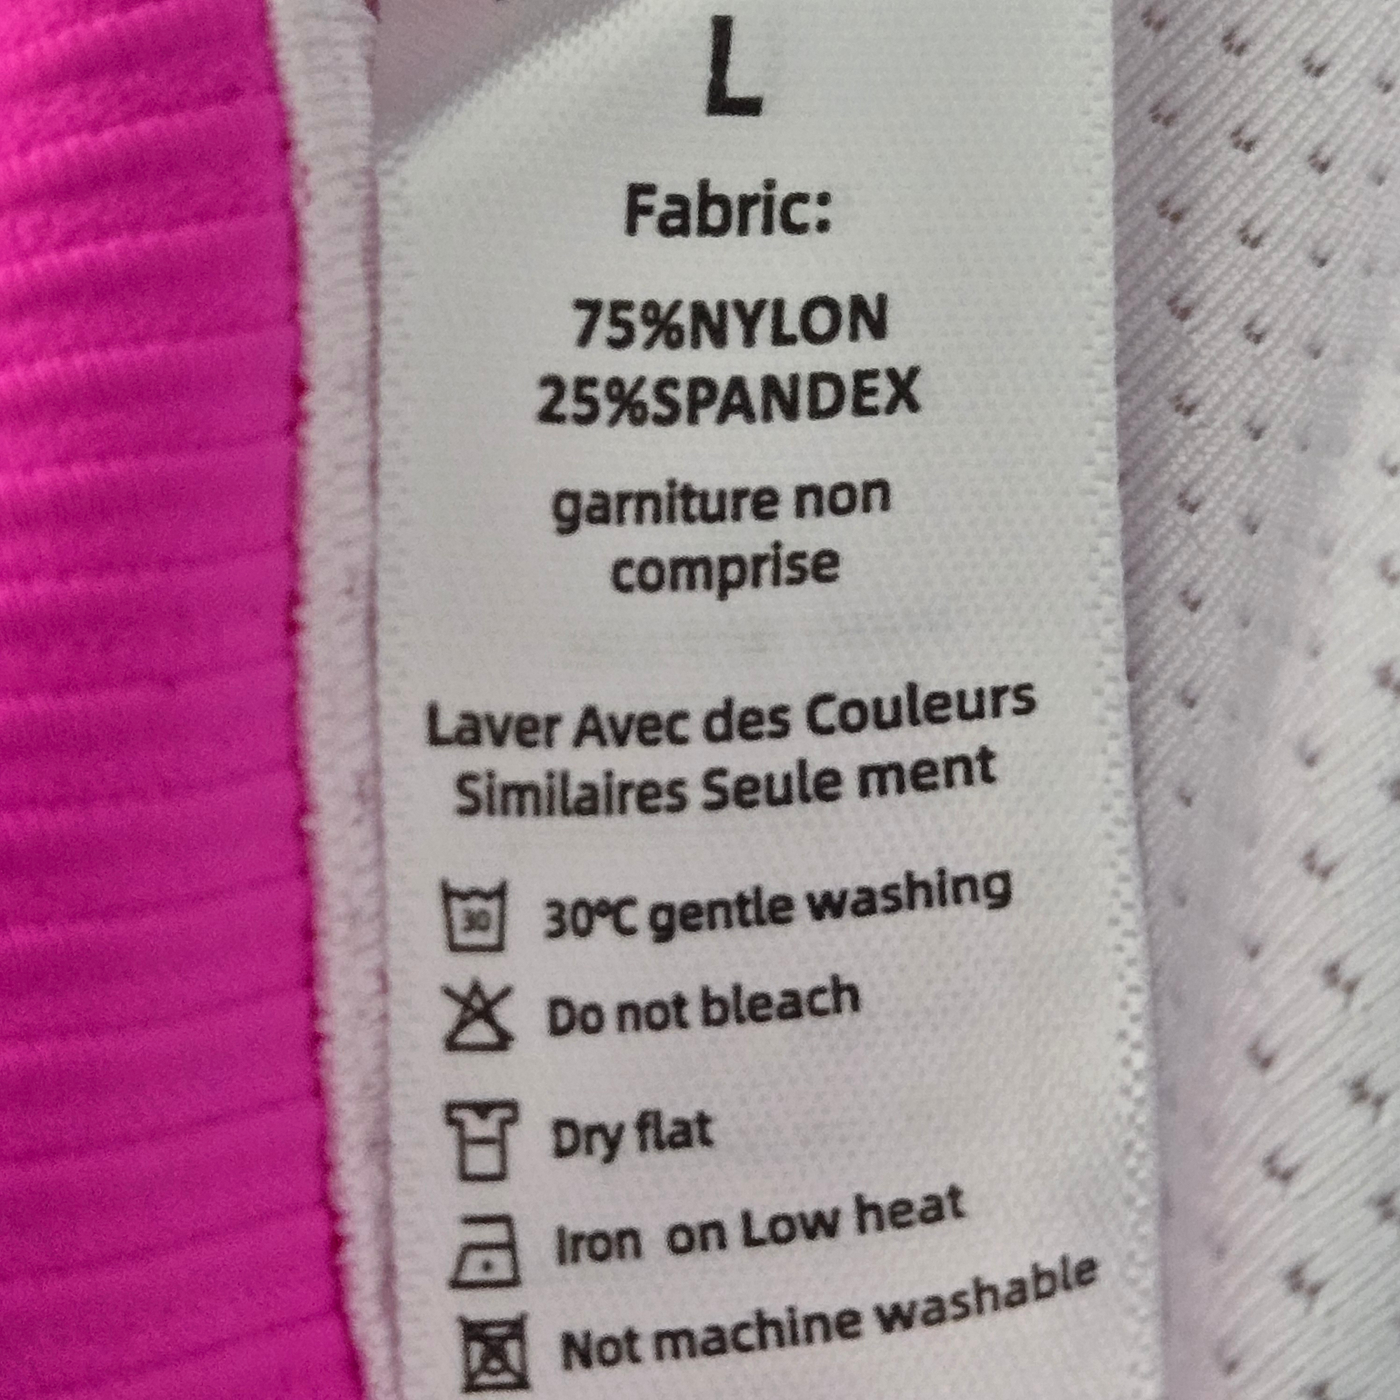 L
Fabric:
75%NYLON
25%SPANDEX
garniture non
comprise
Laver Avec des Couleurs
Similaires Seule ment
30 30°C gentle washing
Do not bleach
Dry flat
Iron on Low heat
Not machine washable